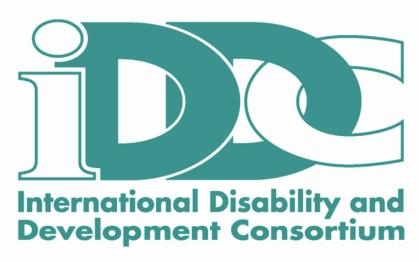 iDDC
International Disability and
Development Consortium